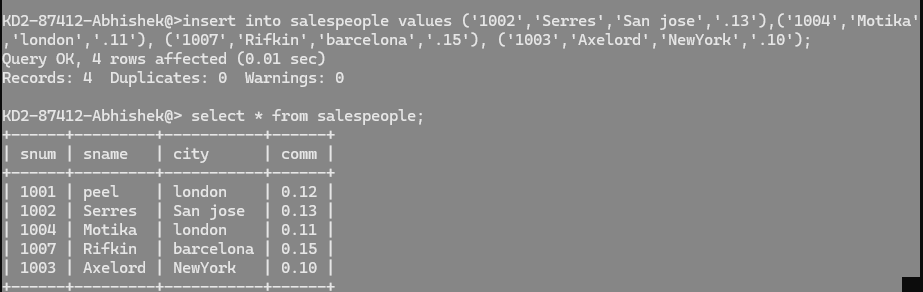 KD2-87412-Abhishek@>insert into salespeople values ('1002','Serres','San jose','.13'),('1004','Motika'
,'london','.11'), ('1007','Rifkin','barcelona','.15'), ('1003','Axelord','NewYork','.10');
Query OK, 4 rows affected (0.01 sec)
Records: 4  Duplicates: 0  Warnings: 0

KD2-87412-Abhishek@> select * from salespeople;
+------+---------+-----------+------+
| snum | sname   | city      | comm |
+------+---------+-----------+------+
| 1001 | peel    | london    | 0.12 |
| 1002 | Serres  | San jose  | 0.13 |
| 1004 | Motika  | london    | 0.11 |
| 1007 | Rifkin  | barcelona | 0.15 |
| 1003 | Axelord | NewYork   | 0.10 |
+------+---------+-----------+------+